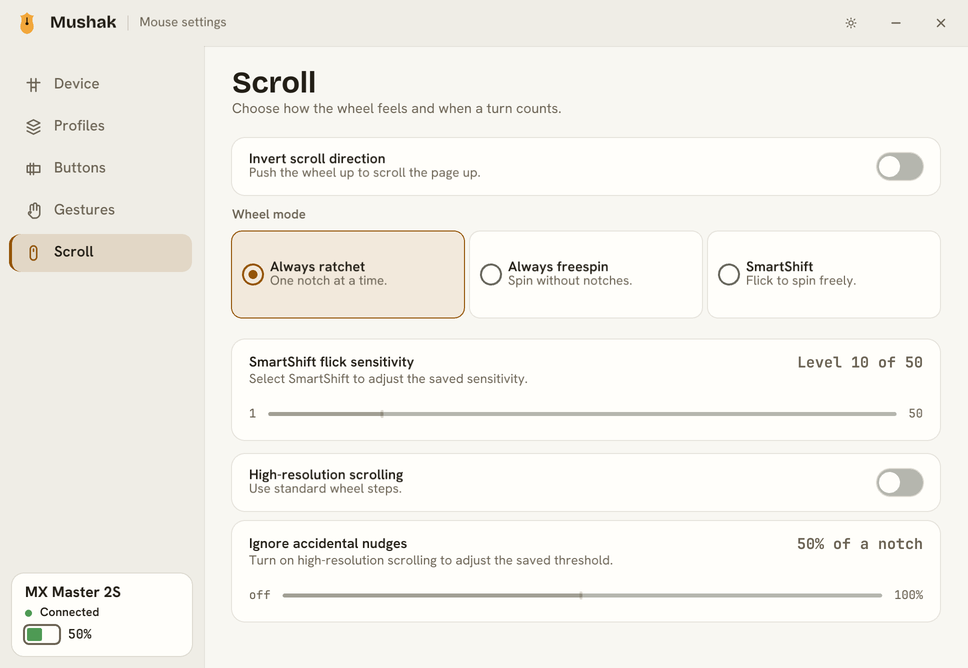 Mushak
Mouse settings
Device
Profiles
Buttons
Gestures
Scroll
MX Master 2S
Connected
50%
Scroll
Choose how the wheel feels and when a turn counts.
Invert scroll direction
Push the wheel up to scroll the page up.
Wheel mode
Always ratchet
One notch at a time.
Always freespin
Spin without notches.
SmartShift
Flick to spin freely.
SmartShift flick sensitivity
Level 10 of 50
Select SmartShift to adjust the saved sensitivity.
1
50
High-resolution scrolling
Use standard wheel steps.
Ignore accidental nudges
50% of a notch
Turn on high-resolution scrolling to adjust the saved threshold.
off
100%